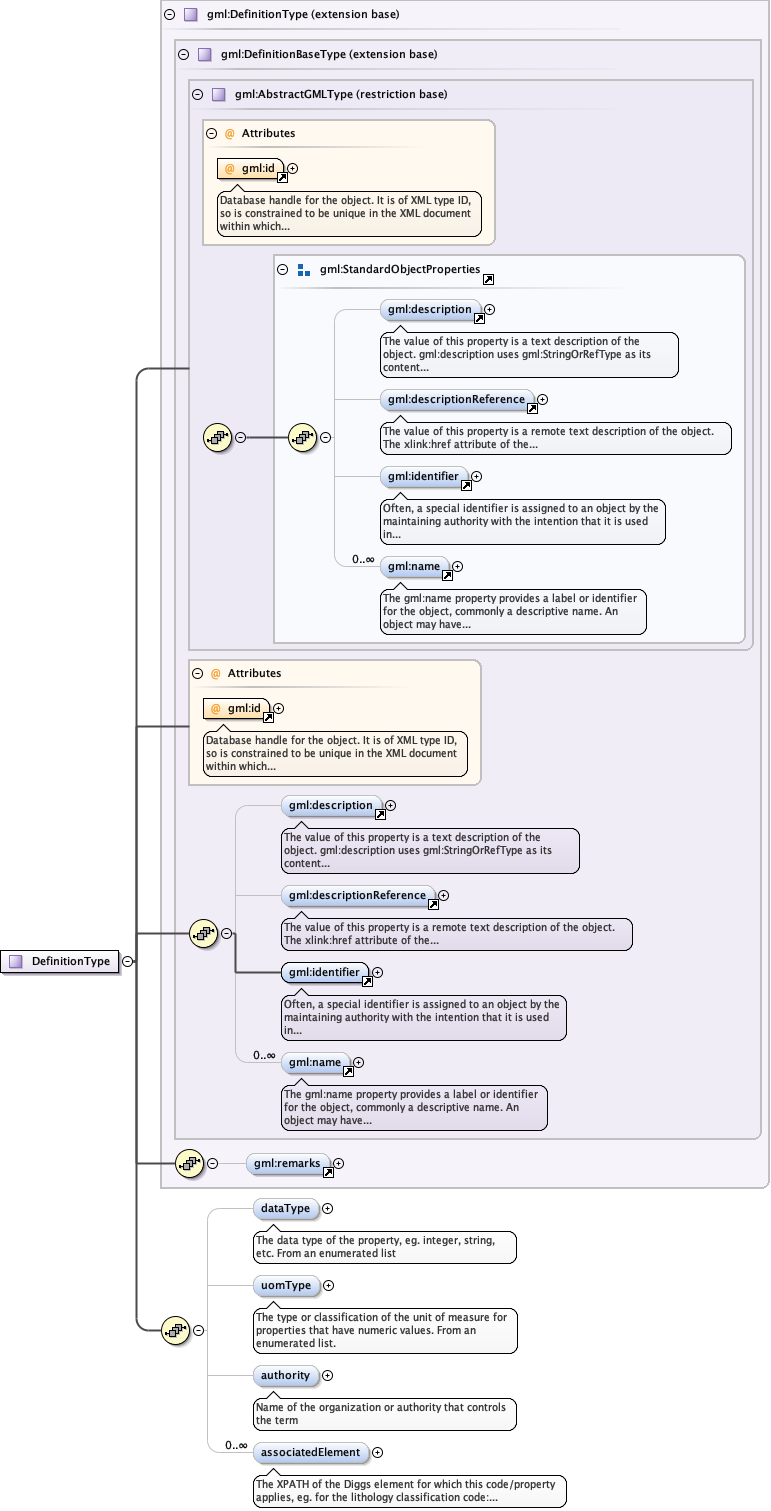 gml:DefinitionType (extension base)
gml:DefinitionBaseType (extension base)
gml:AbstractGMLType (restriction base)
@ Attributes
@ gml:id
Database handle for the object. It is of XML type ID,
so is constrained to be unique in the XML document
within which...
gml:StandardObjectProperties
gml:description
The value of this property is a text description of the
object. gml:description uses gml:StringOrRefType as its
content...
gml:descriptionReference
The value of this property is a remote text description of the object.
The xlink:href attribute of the...
gml:identifier
Often, a special identifier is assigned to an object by the
maintaining authority with the intention that it is used
in...
0..∞
gml:name
The gml:name property provides a label or identifier
for the object, commonly a descriptive name. An
object may have...
@ Attributes
@ gml:id
Database handle for the object. It is of XML type ID,
so is constrained to be unique in the XML document
within which...
gml:description
The value of this property is a text description of the
object. gml:description uses gml:StringOrRefType as its
content...
gml:descriptionReference
The value of this property is a remote text description of the object.
The xlink:href attribute of the...
DefinitionType
gml:identifier
Often, a special identifier is assigned to an object by the
maintaining authority with the intention that it is used
in...
0..∞
gml:name
The gml:name property provides a label or identifier
for the object, commonly a descriptive name. An
object may have...
gml:remarks
dataType
The data type of the property, eg. integer, string,
etc. From an enumerated list
uomType
The type or classification of the unit of measure for
properties that have numeric values. From an
enumerated list.
authority
Name of the organization or authority that controls
the term
0..∞
associatedElement
The XPATH of the Diggs element for which this code/property
applies, eg. for the lithology classification code:...